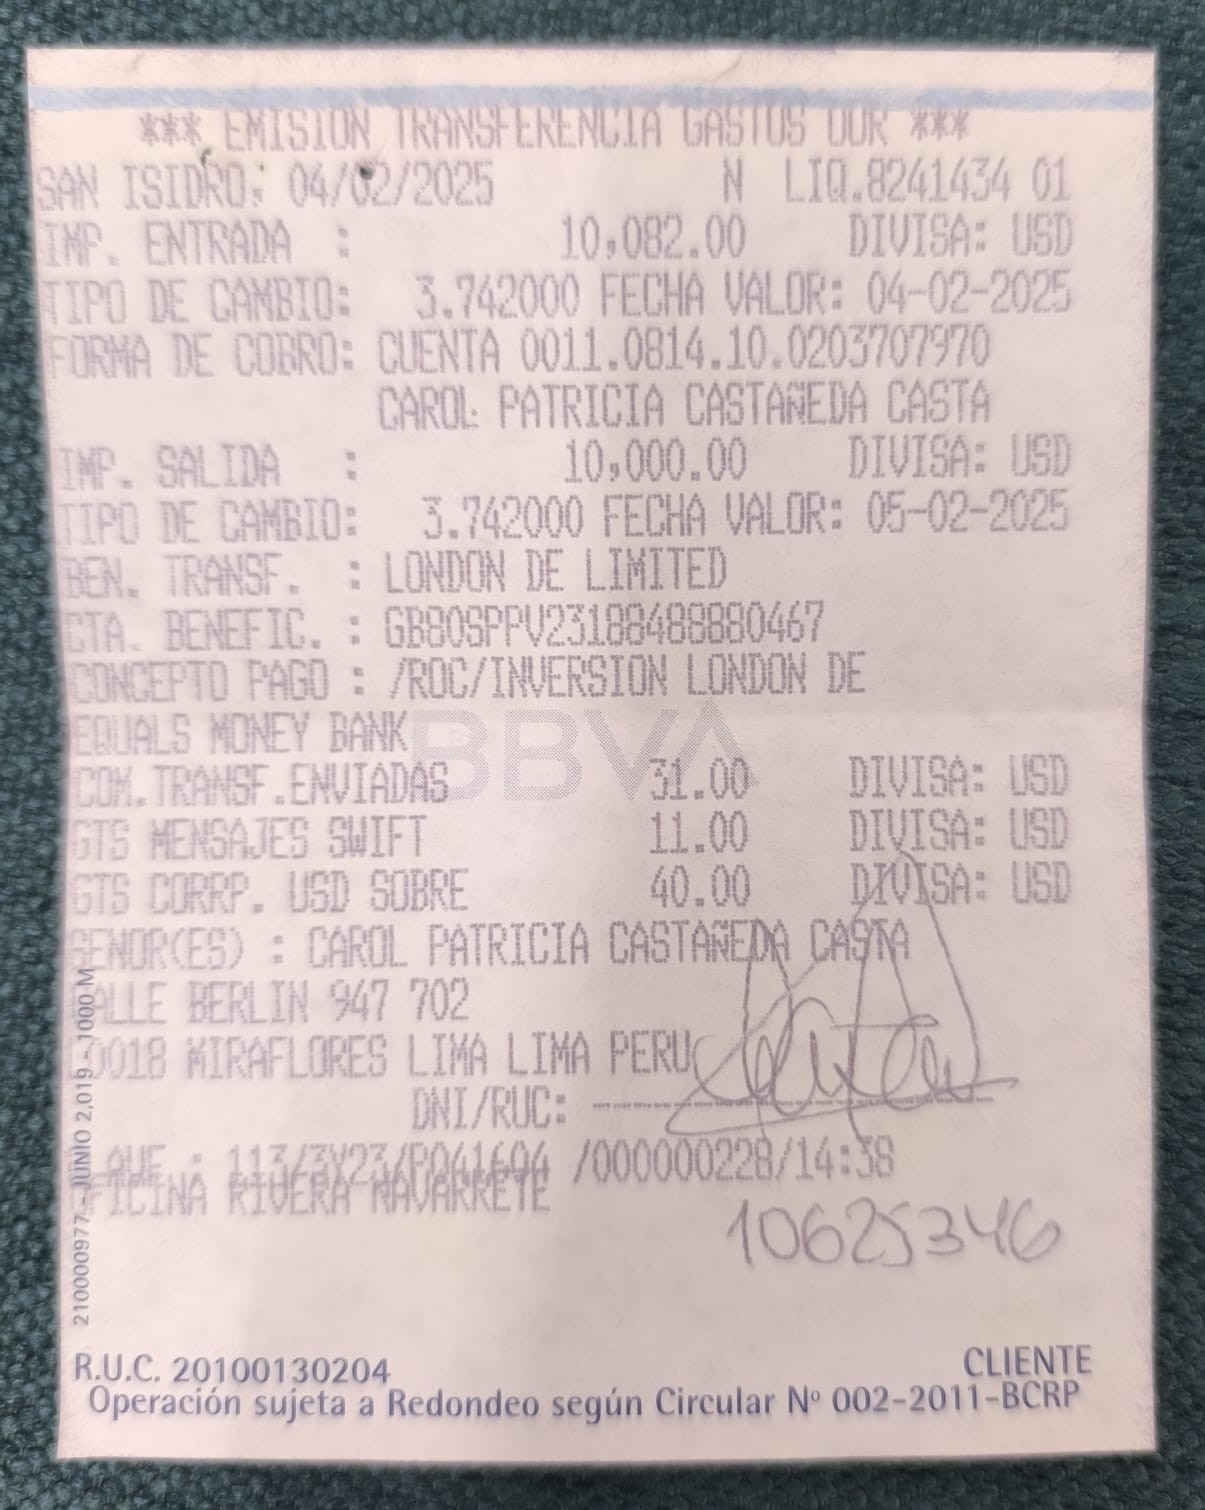 *** EMISION TRANSFERENCIA GASTOS OUR ***
SAN ISIDRO, 04/02/2025 N LIQ.8241434 01
IMP. ENTRADA : 10,082.00 DIVISA: USD
TIPO DE CAMBIO: 3.742000 FECHA VALOR: 04-02-2025
FORMA DE COBRO: CUENTA 0011.0814.10.0203707970
CAROL PATRICIA CASTAÑEDA CASTA
IMP. SALIDA : 10,000.00 DIVISA: USD
TIPO DE CAMBIO: 3.742000 FECHA VALOR: 05-02-2025
BEN. TRANSF. : LONDON DE LIMITED
CTA. BENEFIC. : GB80SPPV23188488880467
CONCEPTO PAGO : /ROC/INVERSION LONDON DE
EQUALS MONEY BANK
BBVA
COM.TRANSF.ENVIADAS 31.00 DIVISA: USD
GTS MENSAJES SWIFT 11.00 DIVISA: USD
GTS CORRP. USD SOBRE 40.00 DIVISA: USD
SENOR(ES) : CAROL PATRICIA CASTAÑEDA CASTA
CALLE BERLIN 947 702
L0018 MIRAFLORES LIMA LIMA PERU
DNI/RUC: --------------------
CLAVE : 113/3X23/P041694 /000000228/14:38
OFICINA RIVERA NAVARRETE
10625346
210000977 - JUNIO 2,019 - 1000 M
R.U.C. 20100130204 CLIENTE
Operación sujeta a Redondeo según Circular Nº 002-2011-BCRP